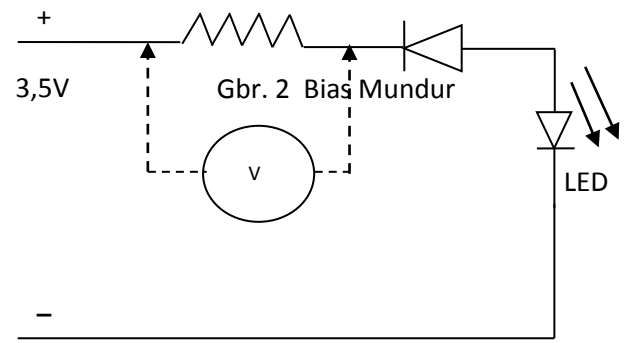 +
3,5V
Gbr. 2 Bias Mundur
V
LED
−